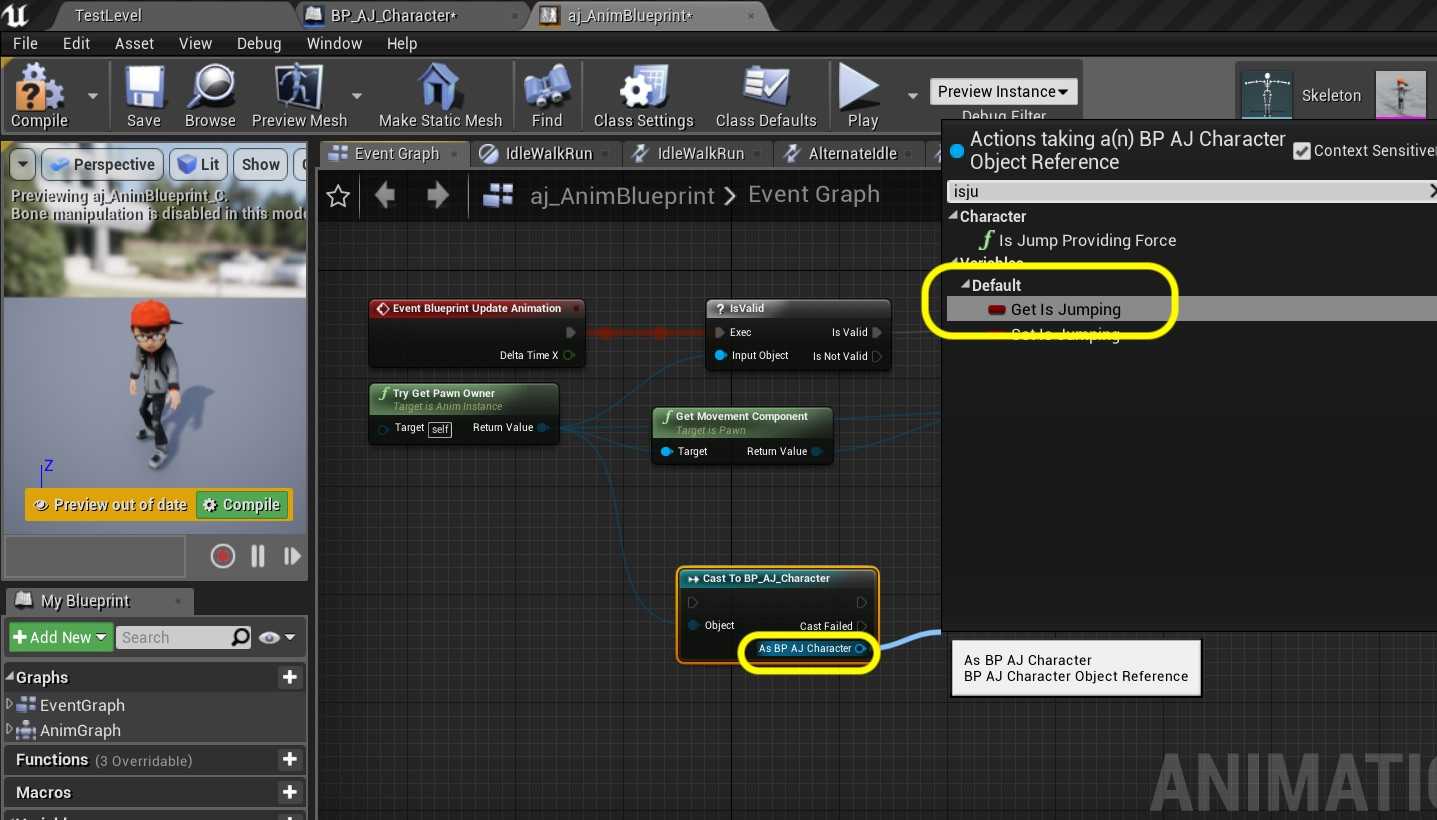 TestLevel
BP_AJ_Character*
aj_AnimBlueprint*
File Edit Asset View Debug Window Help
Compile
Save
Browse
Preview Mesh
Make Static Mesh
Find
Class Settings
Class Defaults
Play
Preview Instance
Debug Filter
Skeleton
Perspective
Lit
Show
Previewing aj_AnimBlueprint_C.
Bone manipulation is disabled in this mode
Z
Preview out of date
Compile
My Blueprint
Add New
Search
Graphs
EventGraph
AnimGraph
Functions (3 Overridable)
Macros
Event Graph
IdleWalkRun
IdleWalkRun
AlternateIdle
aj_AnimBlueprint > Event Graph
Event Blueprint Update Animation
Delta Time X
Try Get Pawn Owner
Target is Anim Instance
Target self Return Value
? IsValid
Exec Is Valid
Input Object Is Not Valid
Get Movement Component
Target is Pawn
Target Return Value
Cast To BP_AJ_Character
Object Cast Failed
As BP AJ Character
Actions taking a(n) BP AJ Character
Object Reference
Context Sensitive
isju
Character
f Is Jump Providing Force
Variables
Default
Get Is Jumping
Set Is Jumping
As BP AJ Character
BP AJ Character Object Reference
ANIMATIO